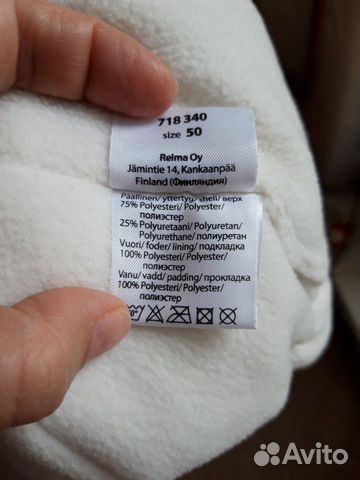 718 340
size 50
Reima Oy
Jämintie 14, Kankaanpää
Finland (Финляндия)
Päällinen/yttertyg/shell/верх
75% Polyesteri/Polyester/
полиэстер
25% Polyuretaani/Polyuretan/
Polyurethane/полиуретан
Vuori/foder/lining/подкладка
100% Polyesteri/Polyester/
Polyester/полиэстер
Vanu/vadd/padding/прокладка
100% Polyesteri/Polyester/
Polyester/полиэстер
Avito